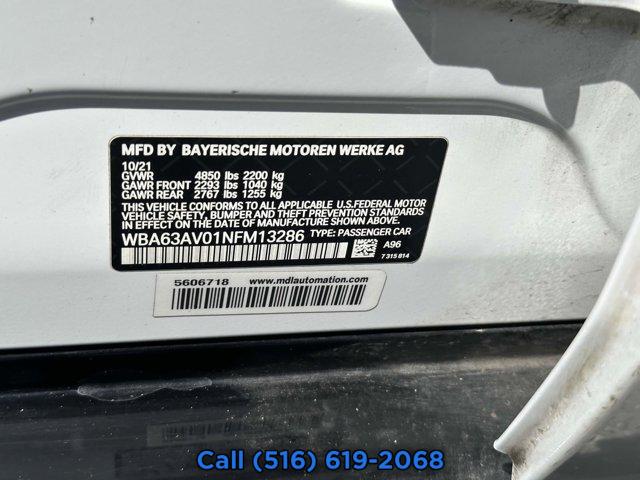 MFD BY BAYERISCHE MOTOREN WERKE AG
10/21
GVWR 4850 lbs 2200 kg
GAWR FRONT 2293 lbs 1040 kg
GAWR REAR 2767 lbs 1255 kg
THIS VEHICLE CONFORMS TO ALL APPLICABLE U.S.FEDERAL MOTOR
VEHICLE SAFETY, BUMPER, AND THEFT PREVENTION STANDARDS
IN EFFECT ON THE DATE OF MANUFACTURE SHOWN ABOVE.
WBA63AV01NFM13286 TYPE: PASSENGER CAR
A96
7 315 814
5606718 www.mdlautomation.com
Call (516) 619-2068